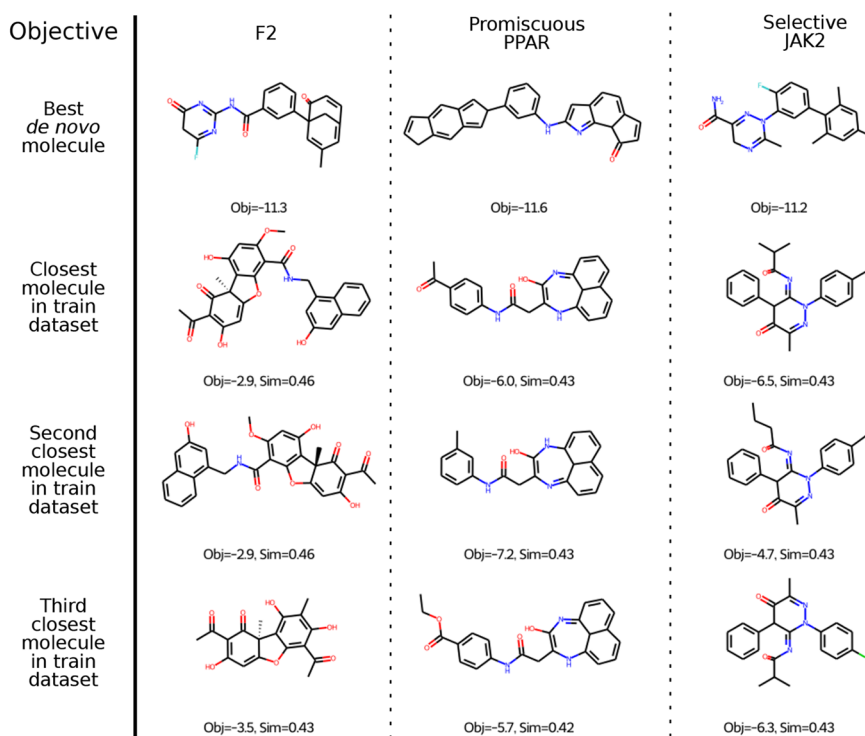 Objective
F2
Promiscuous
PPAR
Selective
JAK2
Best
de novo
molecule
Obj=−11.3
Obj=−11.6
Obj=−11.2
Closest
molecule
in train
dataset
Obj=−2.9, Sim=0.46
Obj=−6.0, Sim=0.43
Obj=−6.5, Sim=0.43
Second
closest
molecule
in train
dataset
Obj=−2.9, Sim=0.46
Obj=−7.2, Sim=0.43
Obj=−4.7, Sim=0.43
Third
closest
molecule
in train
dataset
Obj=−3.5, Sim=0.43
Obj=−5.7, Sim=0.42
Obj=−6.3, Sim=0.43